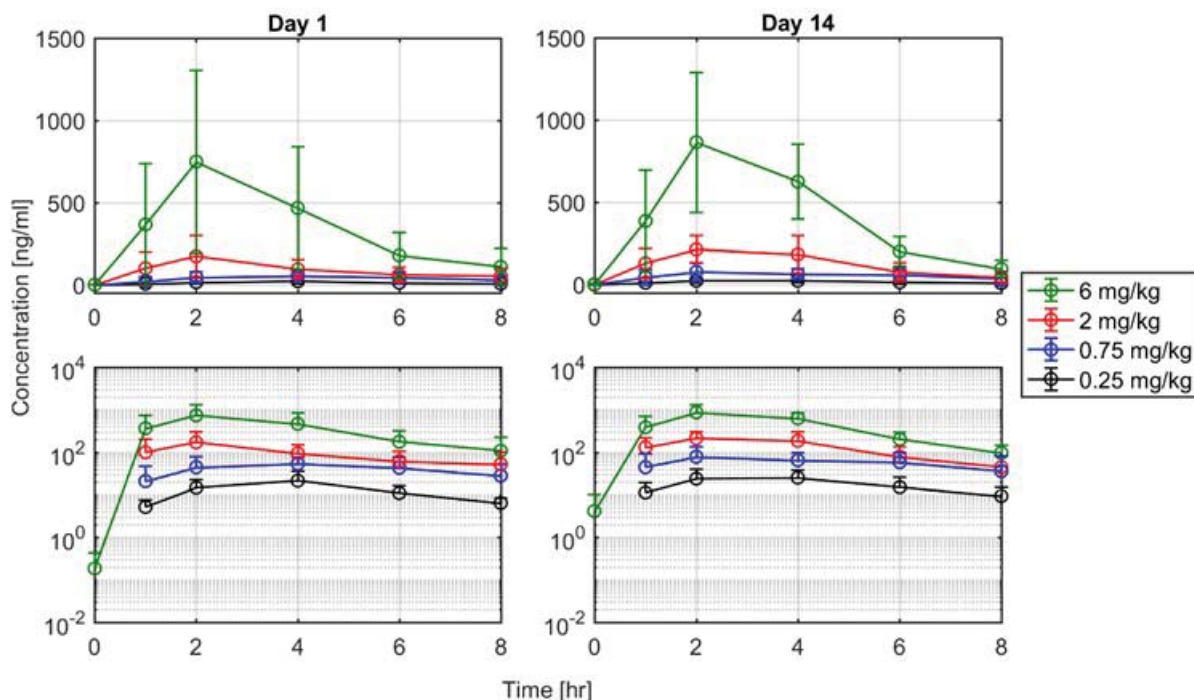 Day 1
Day 14
1500
1000
500
0
0 2 4 6 8
1500
1000
500
0
0 2 4 6 8
Concentration [ng/ml]
6 mg/kg
2 mg/kg
0.75 mg/kg
0.25 mg/kg
10^4
10^2
10^0
10^-2
0 2 4 6 8
10^4
10^2
10^0
10^-2
0 2 4 6 8
Time [hr]